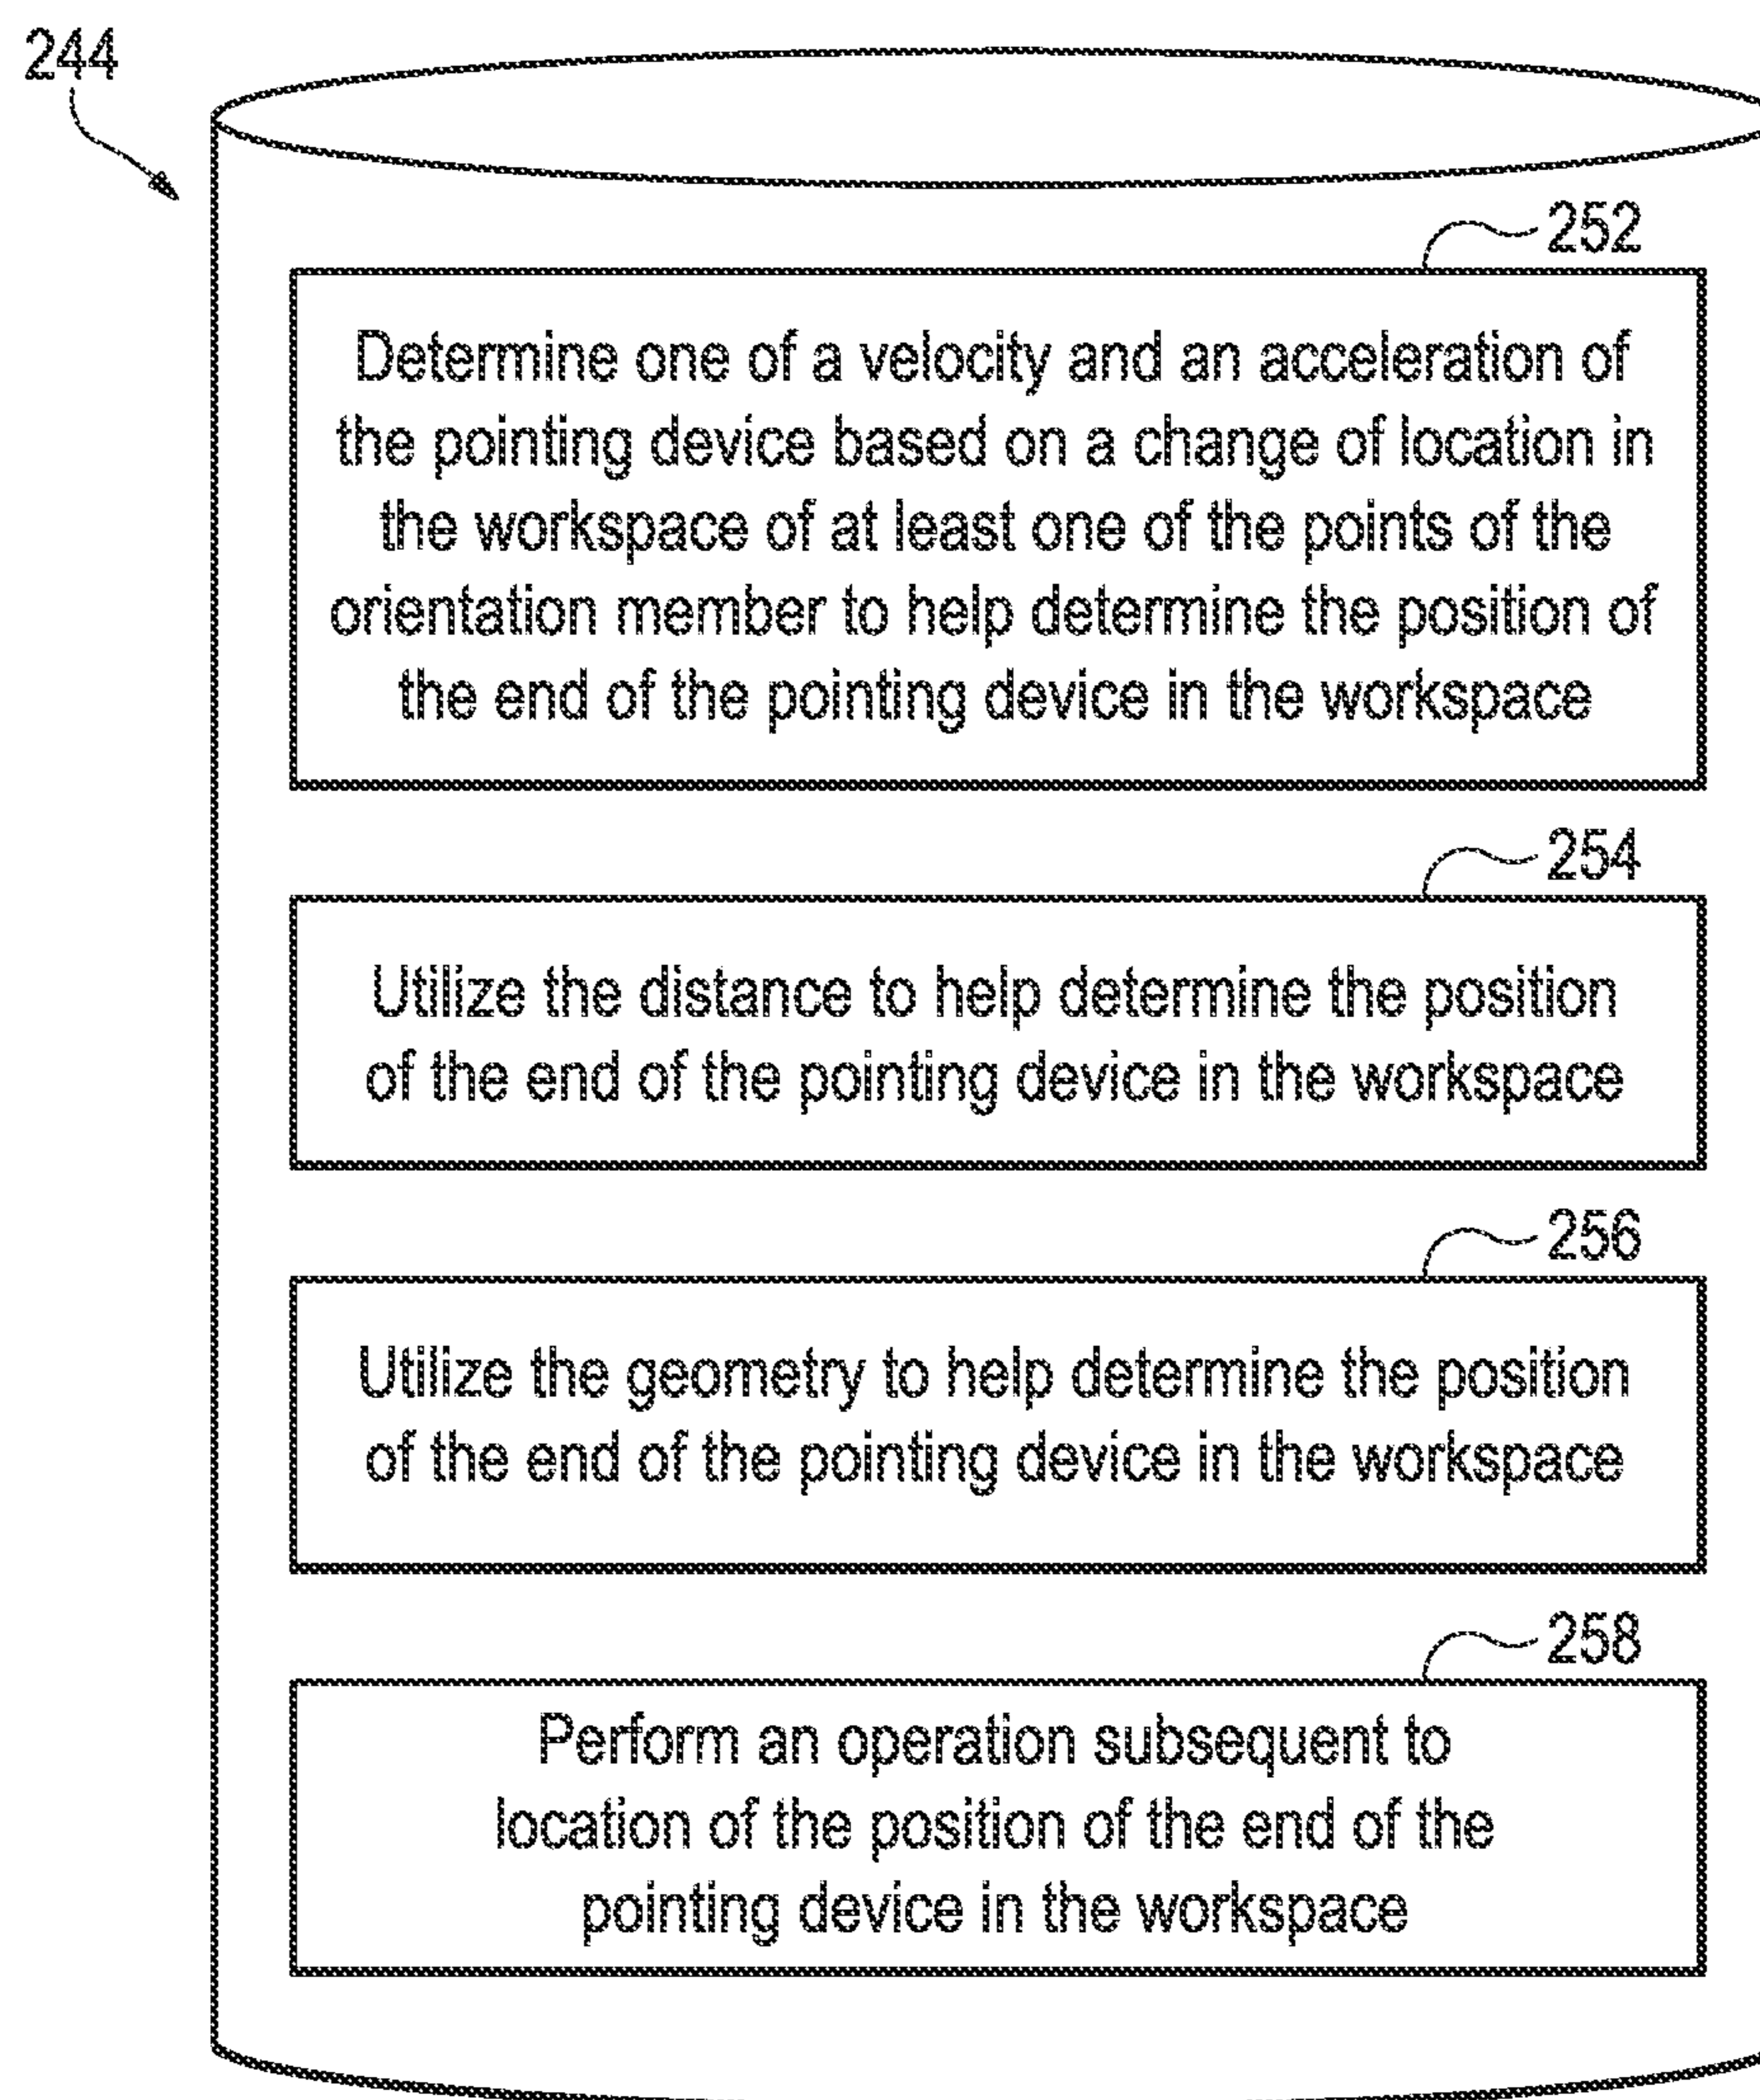 244
252
Determine one of a velocity and an acceleration of
the pointing device based on a change of location in
the workspace of at least one of the points of the
orientation member to help determine the position of
the end of the pointing device in the workspace
254
Utilize the distance to help determine the position
of the end of the pointing device in the workspace
256
Utilize the geometry to help determine the position
of the end of the pointing device in the workspace
258
Perform an operation subsequent to
location of the position of the end of the
pointing device in the workspace